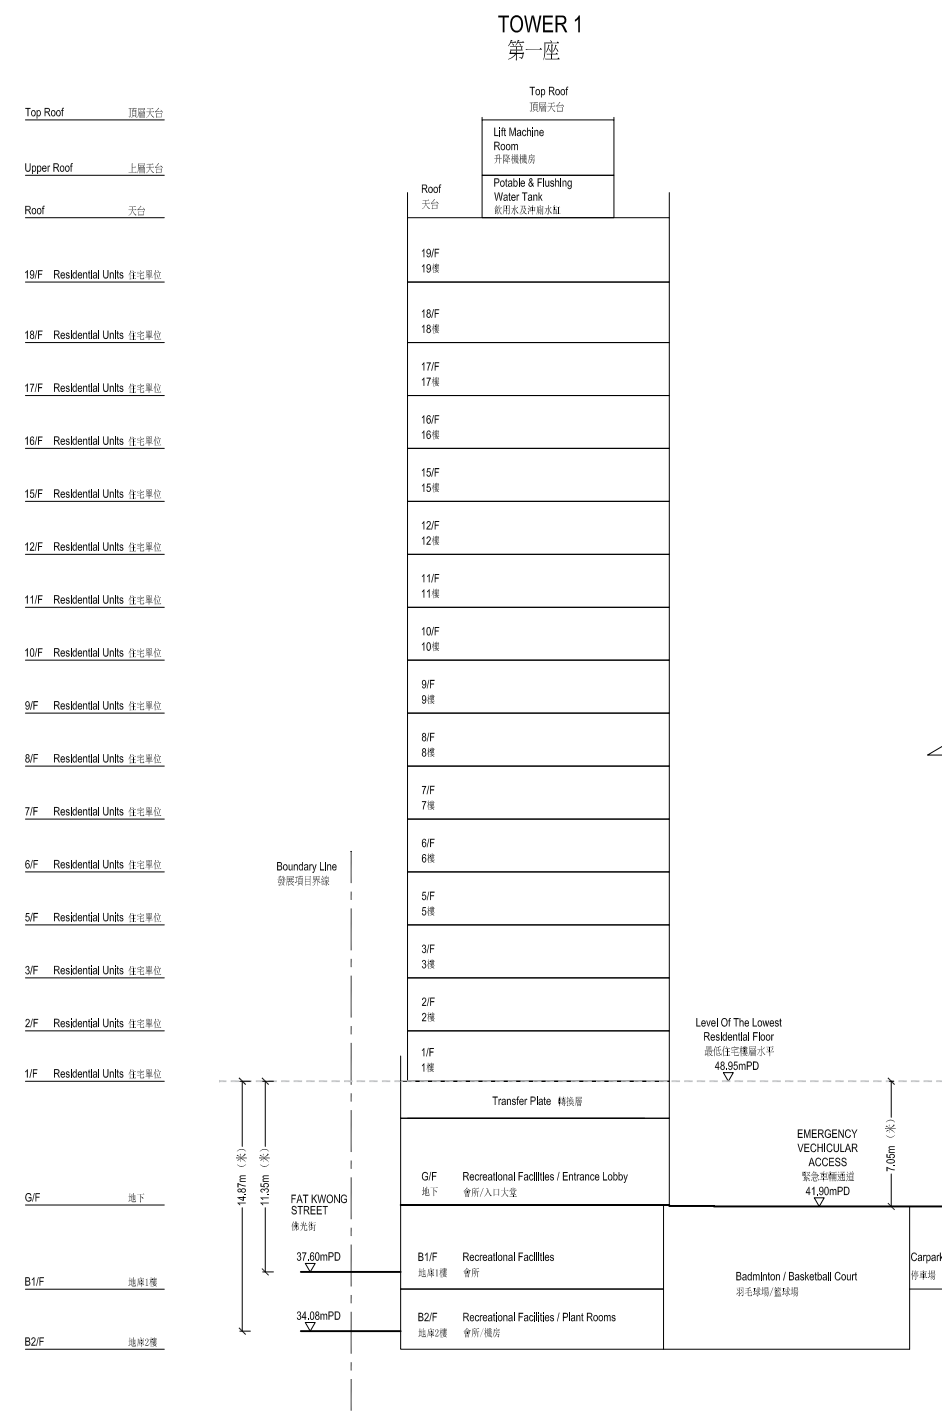 TOWER 1
第一座
Top Roof
頂層天台
Top Roof 頂層天台
Lift Machine
Room
升降機機房
Upper Roof 上層天台
Potable & Flushing
Water Tank
飲用水及沖廁水缸
Roof
天台
Roof 天台
19/F
19樓
19/F Residential Units 住宅單位
18/F
18樓
18/F Residential Units 住宅單位
17/F
17樓
17/F Residential Units 住宅單位
16/F
16樓
16/F Residential Units 住宅單位
15/F
15樓
15/F Residential Units 住宅單位
12/F
12樓
12/F Residential Units 住宅單位
11/F
11樓
11/F Residential Units 住宅單位
10/F
10樓
10/F Residential Units 住宅單位
9/F
9樓
9/F Residential Units 住宅單位
8/F
8樓
8/F Residential Units 住宅單位
7/F
7樓
7/F Residential Units 住宅單位
6/F
6樓
6/F Residential Units 住宅單位
Boundary Line
發展項目界線
5/F
5樓
5/F Residential Units 住宅單位
3/F
3樓
3/F Residential Units 住宅單位
2/F
2樓
2/F Residential Units 住宅單位
Level Of The Lowest
Residential Floor
最低住宅樓層水平
48.95mPD
1/F
1樓
1/F Residential Units 住宅單位
Transfer Plate 轉換層
14.87m (米)
11.35m (米)
7.05m (米)
EMERGENCY
VECHICULAR
ACCESS
緊急車輛通道
41.90mPD
G/F Recreational Facilities / Entrance Lobby
地下 會所/入口大堂
G/F 地下
FAT KWONG
STREET
佛光街
37.60mPD
B1/F Recreational Facilities
地庫1樓 會所
Carpark
停車場
Badminton / Basketball Court
羽毛球場/籃球場
B1/F 地庫1樓
34.08mPD
B2/F Recreational Facilities / Plant Rooms
地庫2樓 會所/機房
B2/F 地庫2樓